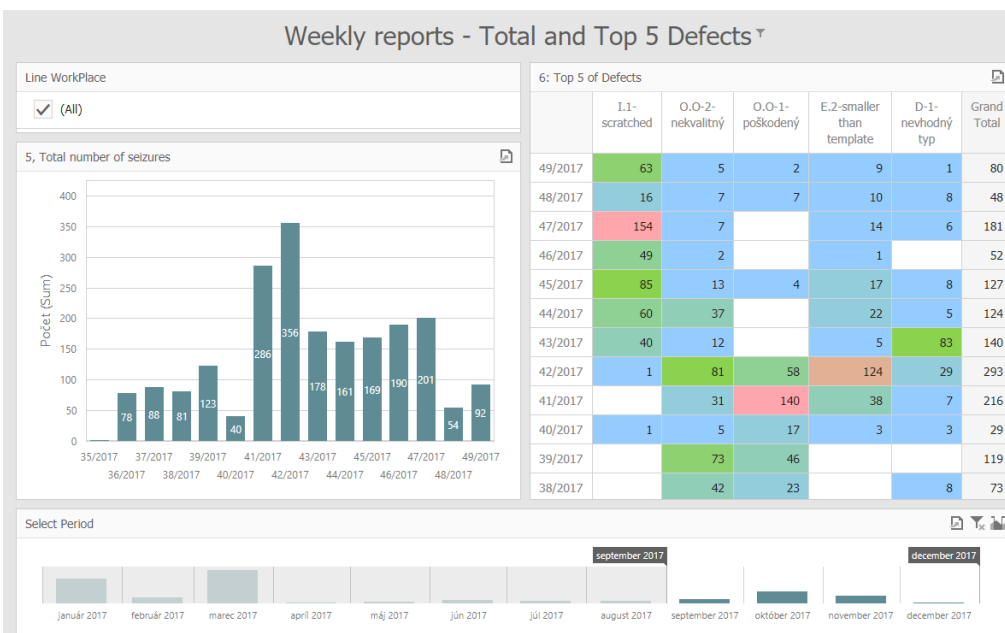 Weekly reports - Total and Top 5 Defects
Line WorkPlace
(All)
5, Total number of seizures
Počet (Sum)
400
350
300
250
200
150
100
50
0
78 88 81 123 40 286 356 178 161 169 190 201 54 92
35/2017 37/2017 39/2017 41/2017 43/2017 45/2017 47/2017 49/2017
36/2017 38/2017 40/2017 42/2017 44/2017 46/2017 48/2017
6: Top 5 of Defects
I.1-scratched O.O-2-nekvalitný O.O-1-poškodený E.2-smaller than template D-1-nevhodný typ Grand Total
49/2017 63 5 2 9 1 80
48/2017 16 7 7 10 8 48
47/2017 154 7 14 6 181
46/2017 49 2 1 52
45/2017 85 13 4 17 8 127
44/2017 60 37 22 5 124
43/2017 40 12 5 83 140
42/2017 1 81 58 124 29 293
41/2017 31 140 38 7 216
40/2017 1 5 17 3 3 29
39/2017 73 46 119
38/2017 42 23 8 73
Select Period
september 2017 december 2017
január 2017 február 2017 marec 2017 apríl 2017 máj 2017 jún 2017 júl 2017 august 2017 september 2017 október 2017 november 2017 december 2017